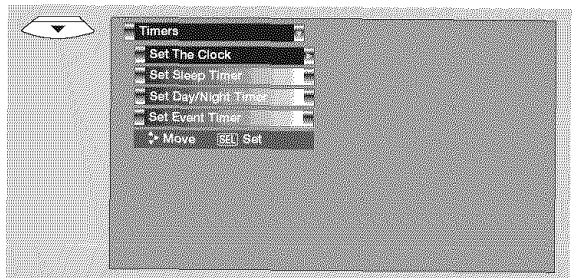 Timers
Set The Clock
Set Sleep Timer
Set Day/Night Timer
Set Event Timer
Move SEL Set